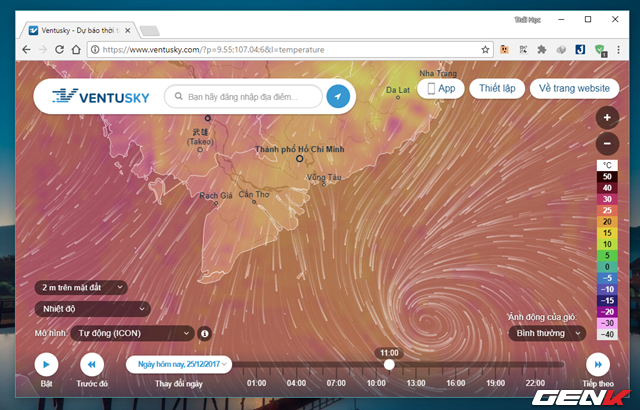 Tuấn Học
Ventusky - Dự báo thời t
https://www.ventusky.com/?p=9.55;107.04;6&l=temperature
VENTUSKY
Bạn hãy đăng nhập địa điểm...
App
Thiết lập
Về trang website
Nha Trang
Da Lat
武雄
(Takeo)
Thành phố Hồ Chí Minh
Vũng Tàu
Rạch Giá
Cần Thơ
+
−
°C
50
40
30
25
20
15
10
5
0
−5
−10
−15
−20
−30
−40
2 m trên mặt đất
Nhiệt độ
Mô hình:
Tự động (ICON)
Ảnh động của gió:
Bình thường
11:00
Bật
Trước đó
Ngày hôm nay, 25/12/2017
Thay đổi ngày
01:00
04:00
07:00
10:00
13:00
16:00
19:00
22:00
Tiếp theo
GENK